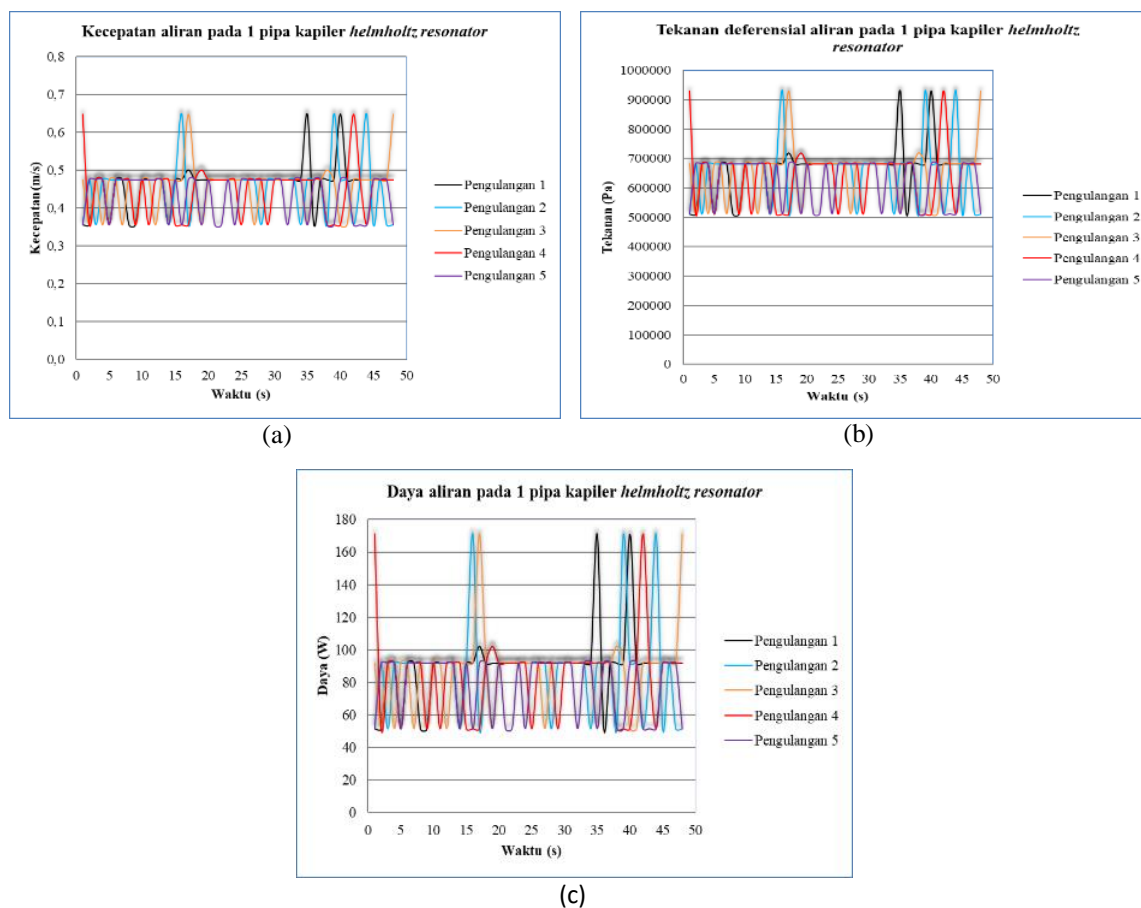 Kecepatan aliran pada 1 pipa kapiler helmholtz resonator
Kecepatan(m/s)
0,8
0,7
0,6
0,5
0,4
0,3
0,2
0,1
0,0
0 5 10 15 20 25 30 35 40 45 50
Waktu (s)
Pengulangan 1
Pengulangan 2
Pengulangan 3
Pengulangan 4
Pengulangan 5
(a)
Tekanan deferensial aliran pada 1 pipa kapiler helmholtz
resonator
Tekanan (Pa)
1000000
900000
800000
700000
600000
500000
400000
300000
200000
100000
0
0 5 10 15 20 25 30 35 40 45 50
Waktu (s)
Pengulangan 1
Pengulangan 2
Pengulangan 3
Pengulangan 4
Pengulangan 5
(b)
Daya aliran pada 1 pipa kapiler helmholtz resonator
Daya (W)
180
160
140
120
100
80
60
40
20
0
0 5 10 15 20 25 30 35 40 45 50
Waktu (s)
Pengulangan 1
Pengulangan 2
Pengulangan 3
Pengulangan 4
Pengulangan 5
(c)